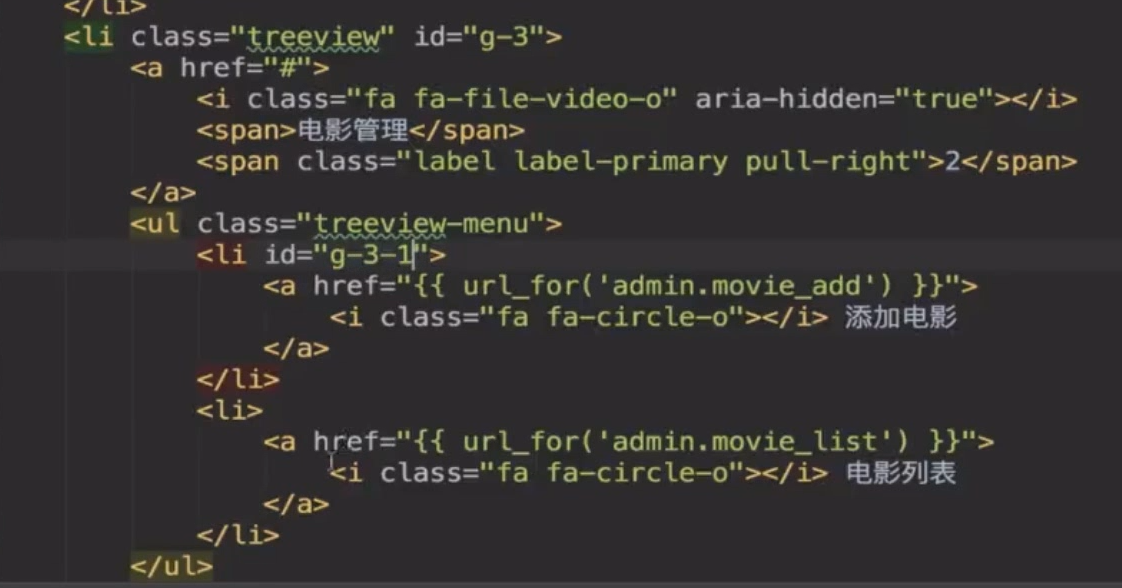 </li>
<li class="treeview" id="g-3">
<a href="#">
<i class="fa fa-file-video-o" aria-hidden="true"></i>
<span>电影管理</span>
<span class="label label-primary pull-right">2</span>
</a>
<ul class="treeview-menu">
<li id="g-3-1">
<a href="{{ url_for('admin.movie_add') }}">
<i class="fa fa-circle-o"></i> 添加电影
</a>
</li>
<li>
<a href="{{ url_for('admin.movie_list') }}">
<i class="fa fa-circle-o"></i> 电影列表
</a>
</li>
</ul>